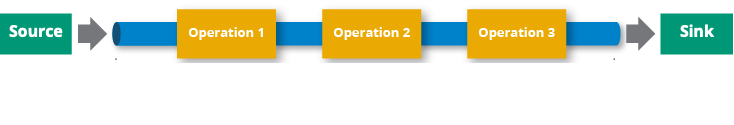 Source
Operation 1
Operation 2
Operation 3
Sink